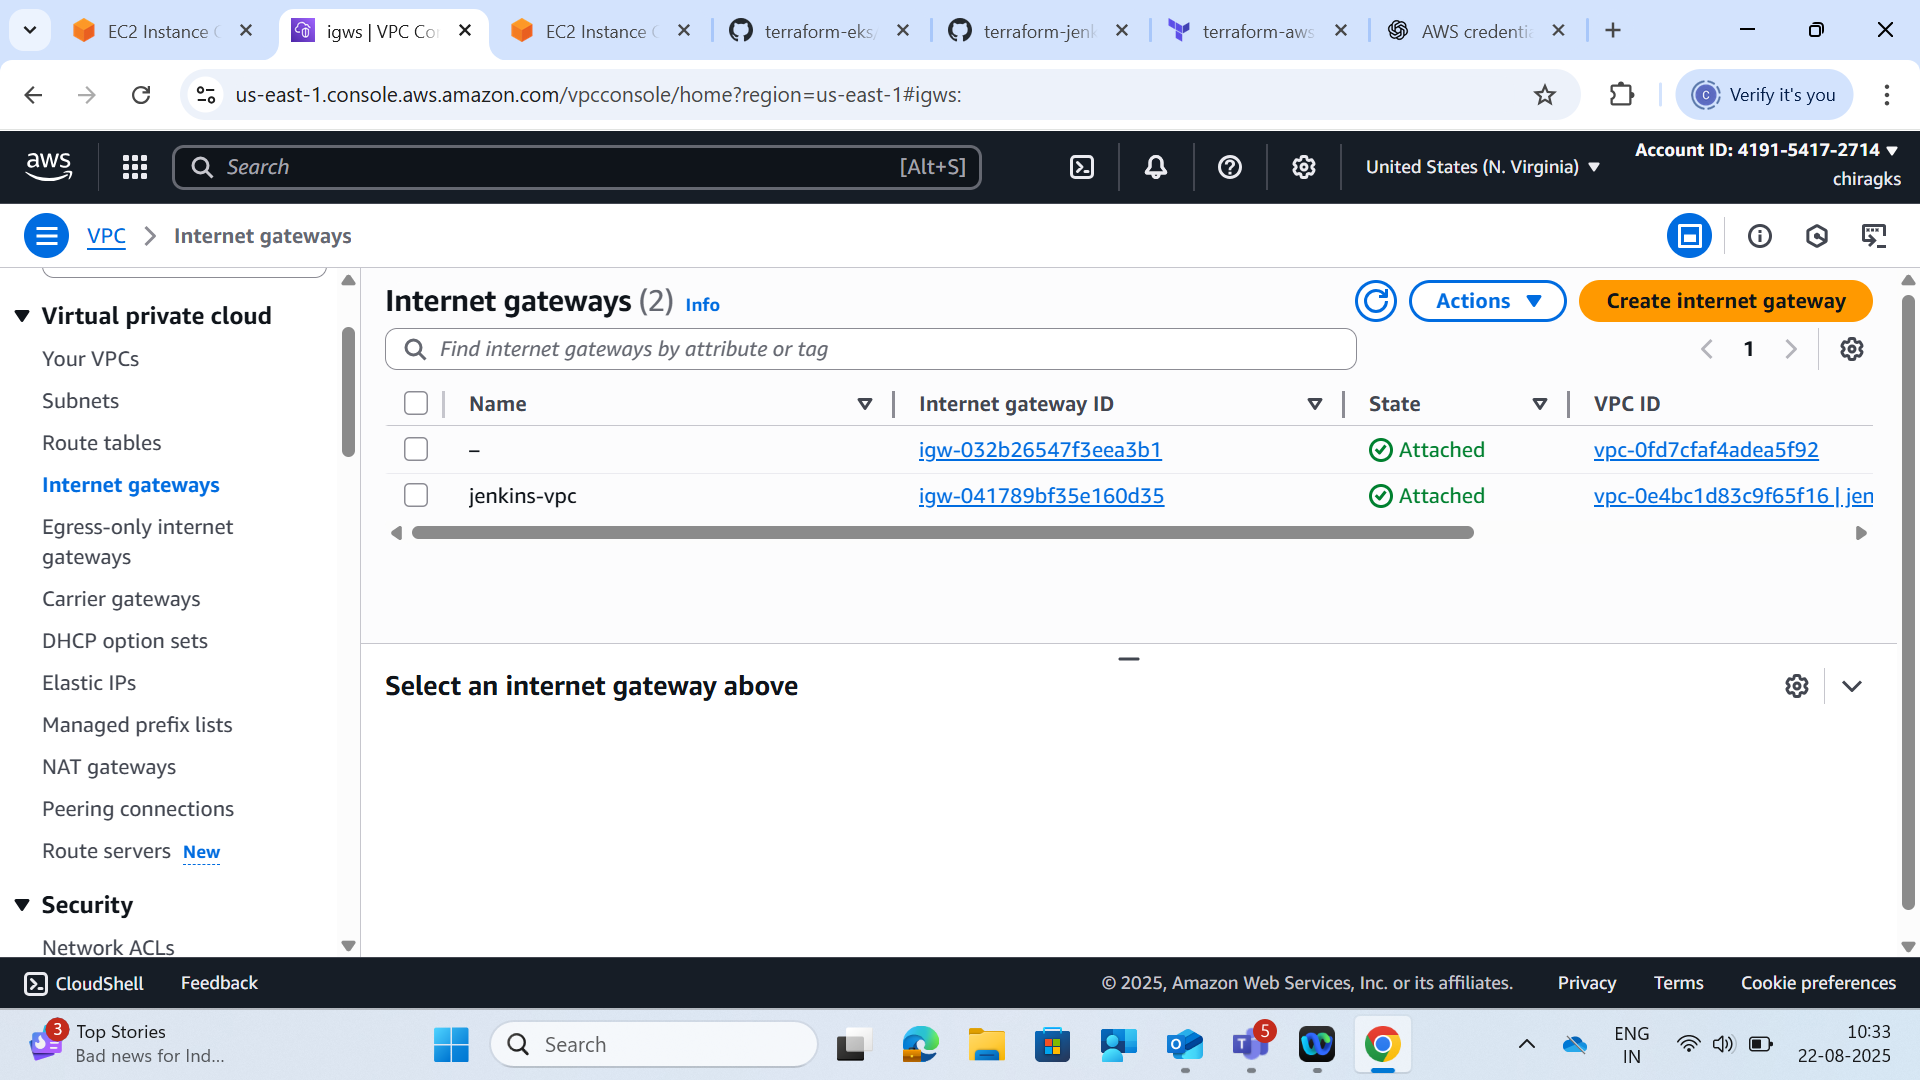 EC2 Instance C
igws | VPC Co
EC2 Instance C
terraform-eks/
terraform-jenk
terraform-aws
AWS credentia
us-east-1.console.aws.amazon.com/vpcconsole/home?region=us-east-1#igws:
C
Verify it's you
aws
Search
[Alt+S]
United States (N. Virginia)
Account ID: 4191-5417-2714
chiragks
VPC
Internet gateways
Virtual private cloud
Your VPCs
Subnets
Route tables
Internet gateways
Egress-only internet
gateways
Carrier gateways
DHCP option sets
Elastic IPs
Managed prefix lists
NAT gateways
Peering connections
Route servers New
Security
Network ACLs
Internet gateways (2) Info
Actions
Create internet gateway
Find internet gateways by attribute or tag
1
Name Internet gateway ID State VPC ID
– igw-032b26547f3eea3b1 Attached vpc-0fd7cfaf4adea5f92
jenkins-vpc igw-041789bf35e160d35 Attached vpc-0e4bc1d83c9f65f16 | jen
Select an internet gateway above
CloudShell
Feedback
© 2025, Amazon Web Services, Inc. or its affiliates.
Privacy
Terms
Cookie preferences
3
Top Stories
Bad news for Ind...
Search
5
ENG
IN
10:33
22-08-2025